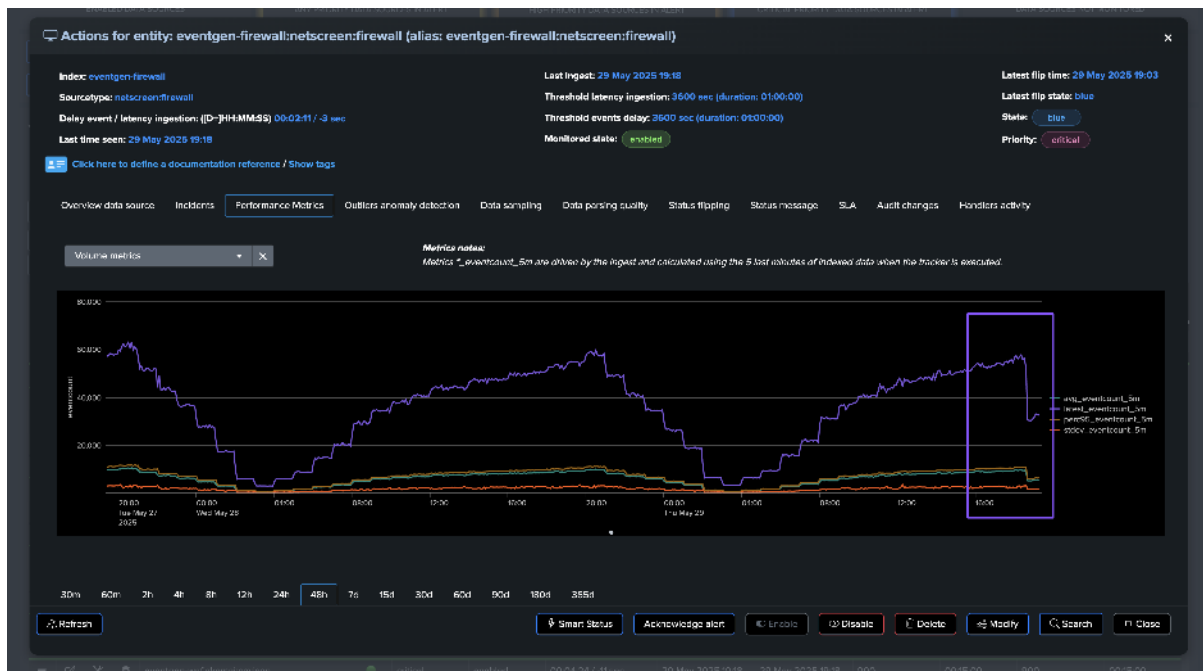 Actions for entity: eventgen-firewall:netscreen:firewall (alias: eventgen-firewall:netscreen:firewall)
×
Index: eventgen-firewall
Last ingest: 29 May 2025 19:18
Latest flip time: 29 May 2025 19:03
Sourcetype: netscreen:firewall
Threshold latency ingestion: 3600 sec (duration: 01:00:00)
Latest flip state: blue
Delay event / latency ingestion: ([D+]HH:MM:SS) 00:02:11 / -3 sec
Threshold events delay: 3600 sec (duration: 01:00:00)
State: blue
Last time seen: 29 May 2025 19:18
Monitored state: enabled
Priority: critical
Click here to define a documentation reference / Show tags
Overview data source Incidents Performance Metrics Outliers anomaly detection Data sampling Data parsing quality Status flipping Status message SLA Audit changes Handlers activity
Volume metrics
Metrics notes:
Metrics *_eventcount_5m are driven by the ingest and calculated using the 5 last minutes of indexed data when the tracker is executed.
80,000
60,000
40,000
20,000
eventcount
avg_eventcount_5m
latest_eventcount_5m
perc95_eventcount_5m
stdev_eventcount_5m
20:00 00:00 04:00 08:00 12:00 16:00 20:00 00:00 04:00 08:00 12:00 16:00
Tue May 27 Wed May 28 Thu May 29
2025
30m 60m 2h 4h 8h 12h 24h 48h 7d 15d 30d 60d 90d 180d 365d
Refresh Smart Status Acknowledge alert Enable Disable Delete Modify Search Close